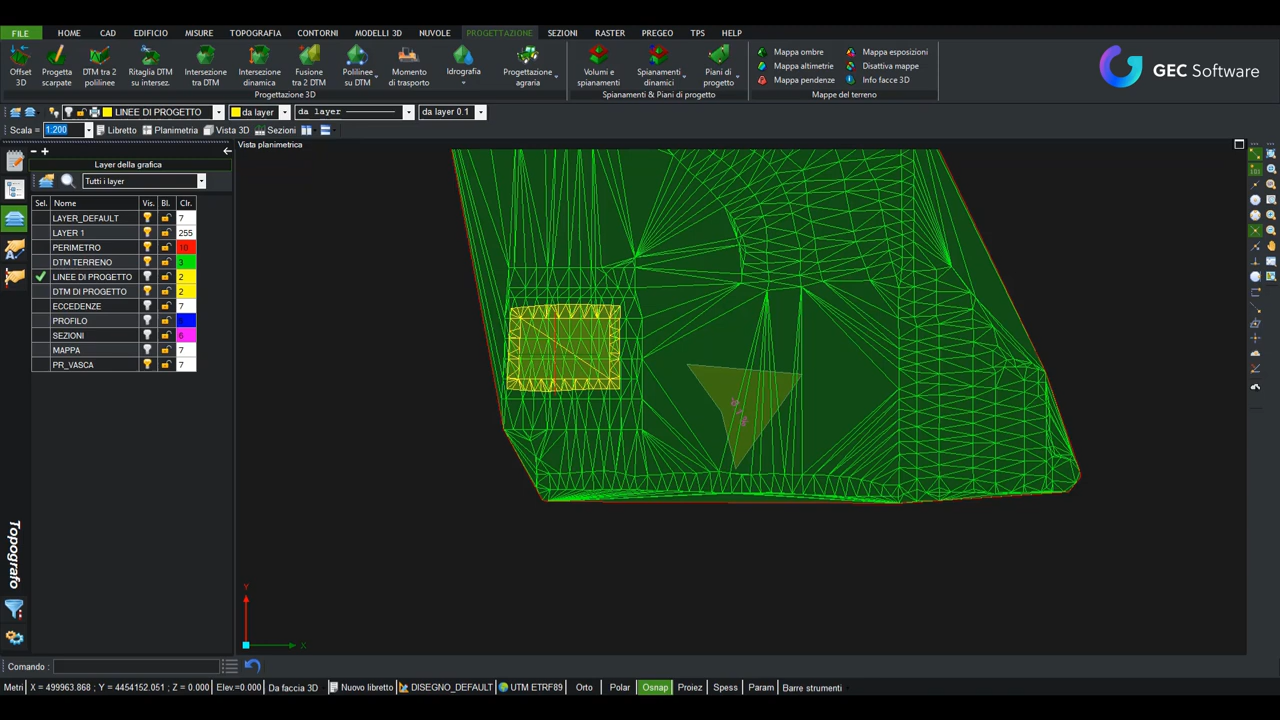 FILE HOME CAD EDIFICIO MISURE TOPOGRAFIA CONTORNI MODELLI 3D NUVOLE PROGETTAZIONE SEZIONI RASTER PREGEO TPS HELP
Offset 3D
Progetta scarpate
DTM tra 2 polilinee
Ritaglia DTM su intersez.
Intersezione DTM
Intersezione dinamica
Fusione tra 2 DTM
Polilinee su DTM
Momento di trasporto
Idrografia
Progettazione agraria
Volumi e spianamenti
Spianamenti dinamici
Piani di progetto
Mappa ombre
Mappa altimetrie
Mappa pendenze
Mappa esposizioni
Disattiva mappe
Info facce 3D
Progettazione 3D
Spianamenti & Piani di progetto
Mappe del terreno
GEC Software
LINEE DI PROGETTO da layer da layer da layer 0.1
Scala = 1:200 Libretto Planimetria Vista 3D Sezioni
Vista planimetrica
Layer della grafica
Tutti i layer
Sel. Nome Vis. Bl. Clr.
LAYER_DEFAULT 7
LAYER 1 255
PERIMETRO 10
DTM TERRENO 3
LINEE DI PROGETTO 2
DTM DI PROGETTO 2
ECCEDENZE 7
PROFILO
SEZIONI 6
MAPPA 7
PR_VASCA 7
Topografo
Y
X
Comando :
Metri X = 499963.868 ; Y = 4454152.051 ; Z = 0.000 Elev.=0.000 Da faccia 3D Nuovo libretto DISEGNO_DEFAULT UTM ETRF89 Orto Polar Osnap Proiez Spess Param Barre strumenti